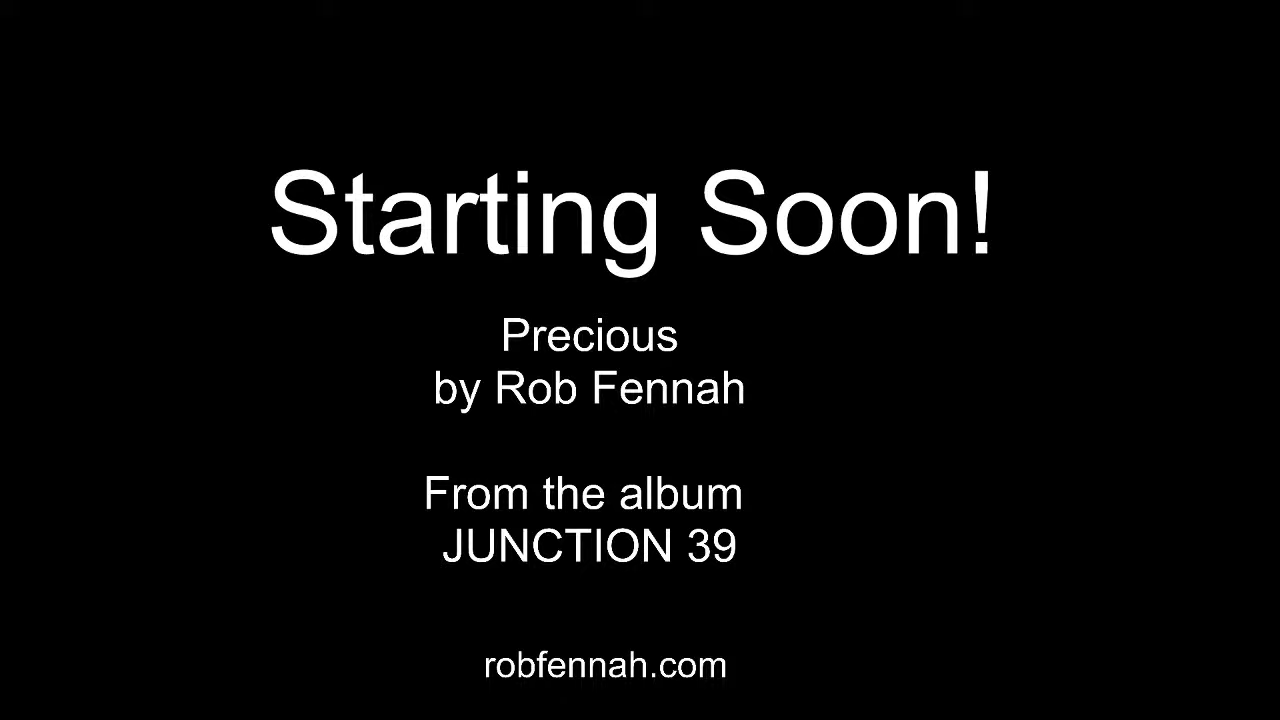 Starting Soon!
Precious
by Rob Fennah
From the album
JUNCTION 39
robfennah.com